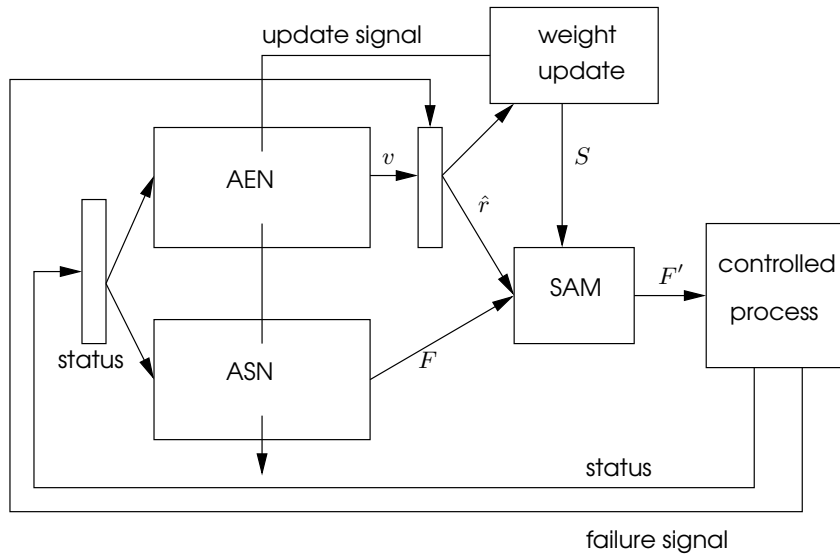 update signal
weight
update
AEN
v
S
r̂
SAM
F′
controlled
process
status
ASN
F
status
failure signal